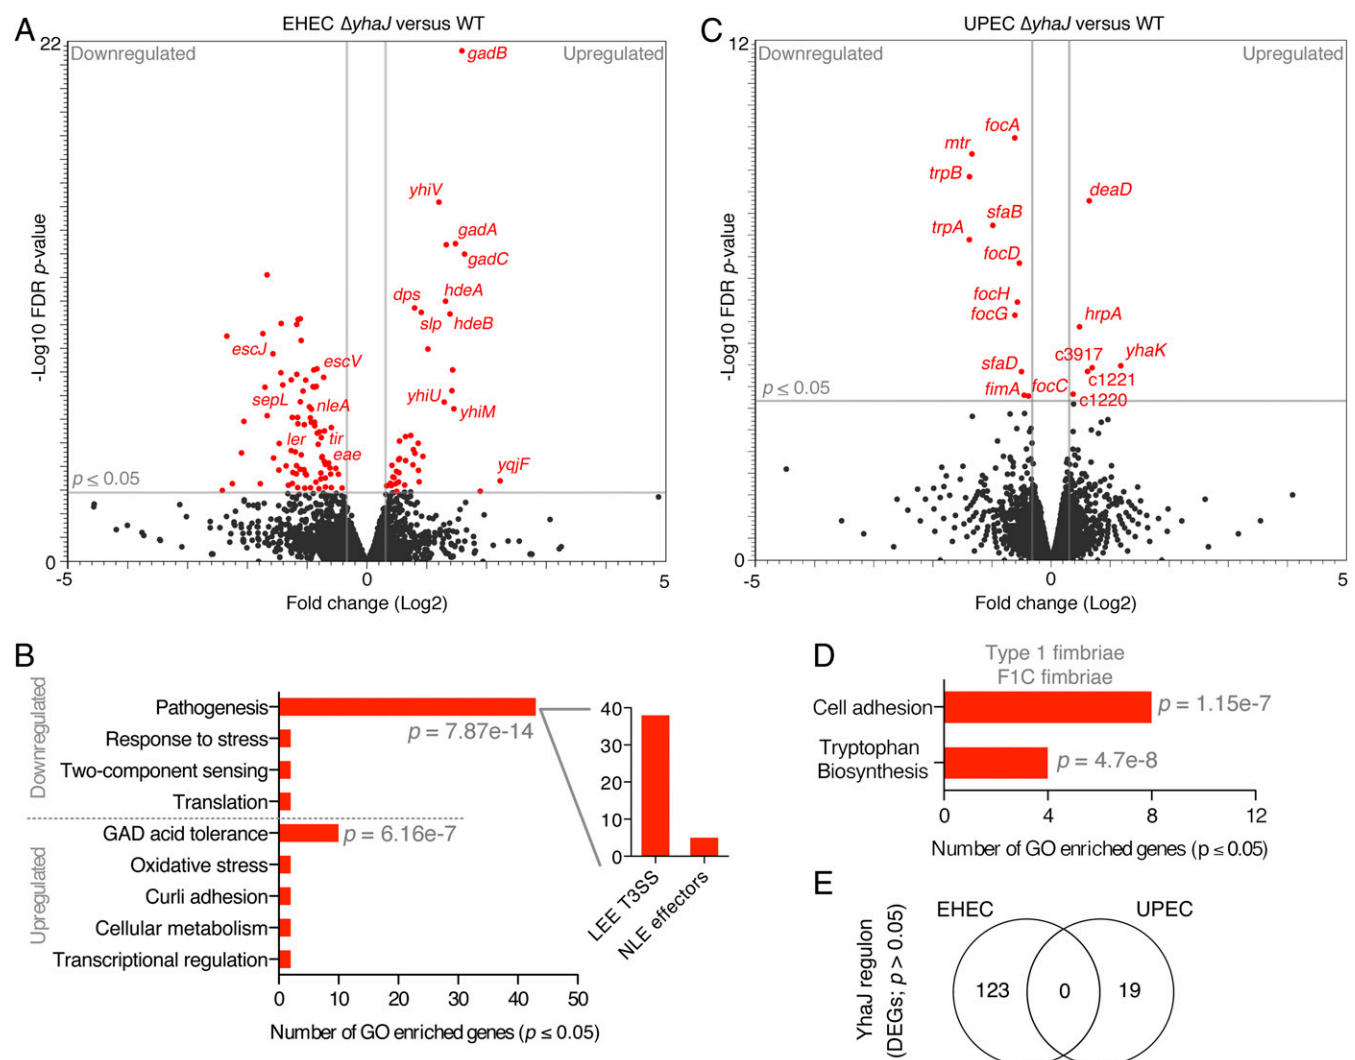 A
EHEC ΔyhaJ versus WT
22
Downregulated
Upregulated
gadB
yhiV
gadA
gadC
dps
hdeA
slp
hdeB
escJ
escV
sepL
nleA
yhiU
yhiM
ler
tir
eae
yqjF
p ≤ 0.05
-Log10 FDR p-value
0
-5
0
5
Fold change (Log2)
C
UPEC ΔyhaJ versus WT
12
Downregulated
Upregulated
focA
mtr
trpB
deaD
sfaB
trpA
focD
focH
focG
hrpA
c3917
yhaK
sfaD
c1221
fimA
focC
c1220
p ≤ 0.05
-Log10 FDR p-value
0
-5
0
5
Fold change (Log2)
B
Downregulated
Pathogenesis
p = 7.87e-14
Response to stress
Two-component sensing
Translation
Upregulated
GAD acid tolerance
p = 6.16e-7
Oxidative stress
Curli adhesion
Cellular metabolism
Transcriptional regulation
0 10 20 30 40 50
Number of GO enriched genes (p ≤ 0.05)
40
30
20
10
0
LEE T3SS
NLE effectors
D
Type 1 fimbriae
F1C fimbriae
Cell adhesion
p = 1.15e-7
Tryptophan
Biosynthesis
p = 4.7e-8
0 4 8 12
Number of GO enriched genes (p ≤ 0.05)
E
EHEC
UPEC
YhaJ regulon
(DEGs; p > 0.05)
123
0
19